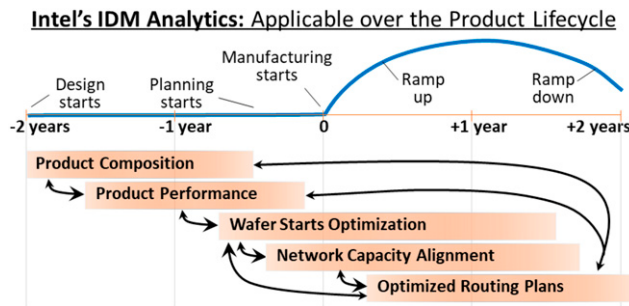 Intel's IDM Analytics: Applicable over the Product Lifecycle
Manufacturing
starts
Design
starts
Planning
starts
Ramp
up
Ramp
down
-2 years
-1 year
0
+1 year
+2 years
Product Composition
Product Performance
Wafer Starts Optimization
Network Capacity Alignment
Optimized Routing Plans